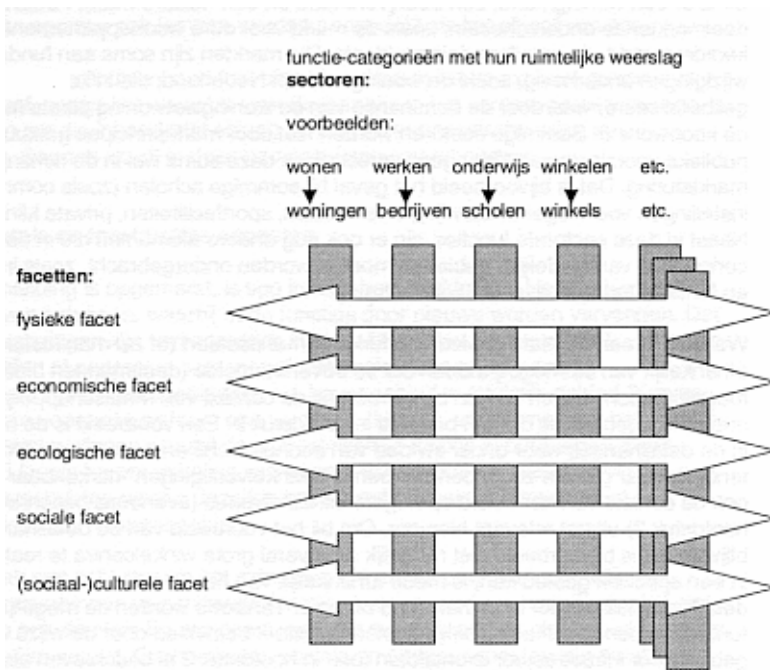 functie-categorieën met hun ruimtelijke weerslag
sectoren:
voorbeelden:
wonen werken onderwijs winkelen etc.
woningen bedrijven scholen winkels etc.
facetten:
fysieke facet
economische facet
ecologische facet
sociale facet
(sociaal-)culturele facet